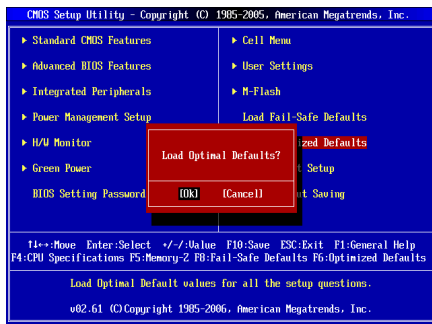 CMOS Setup Utility - Copyright (C) 1985-2005, American Megatrends, Inc.
▶ Standard CMOS Features
▶ Advanced BIOS Features
▶ Integrated Peripherals
▶ Power Management Setup
▶ H/W Monitor
▶ Green Power
BIOS Setting Password
▶ Cell Menu
▶ User Settings
▶ M-Flash
Load Fail-Safe Defaults
ized Defaults
t Setup
ut Saving
Load Optimal Defaults?
[Ok] [Cancel]
↑↓←→:Move Enter:Select +/-/:Value F10:Save ESC:Exit F1:General Help
F4:CPU Specifications F5:Memory-Z F8:Fail-Safe Defaults F6:Optimized Defaults
Load Optimal Default values for all the setup questions.
v02.61 (C)Copyright 1985-2006, American Megatrends, Inc.